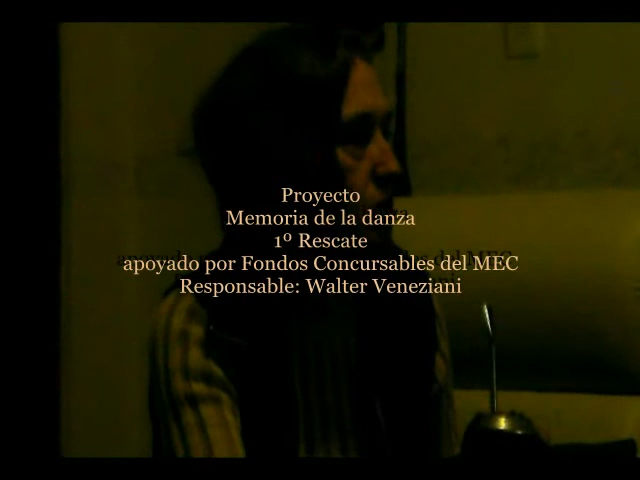 Proyecto
Memoria de la danza
1º Rescate
apoyado por Fondos Concursables del MEC
Responsable: Walter Veneziani